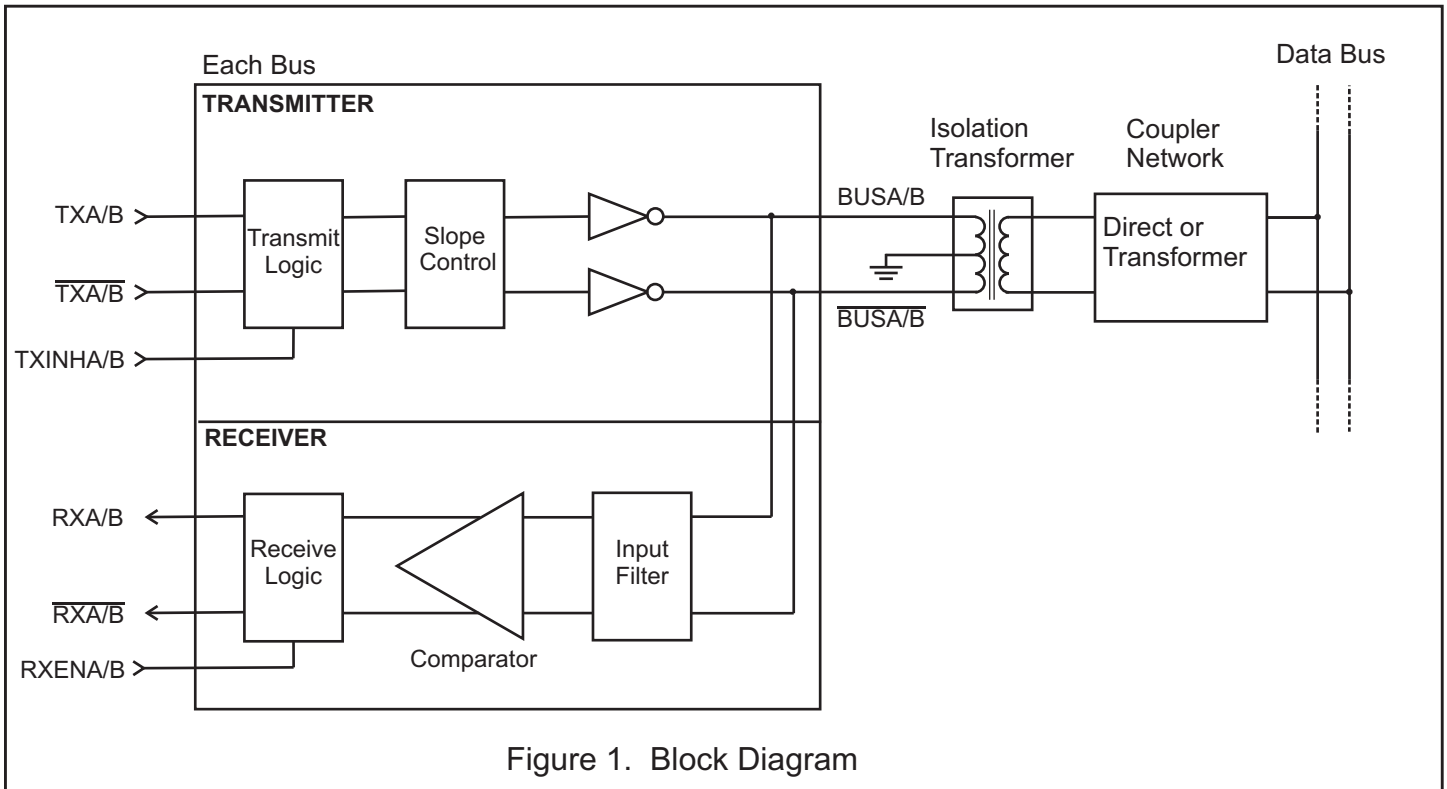 Each Bus
Data Bus
TRANSMITTER
Isolation
Transformer
Coupler
Network
TXA/B
Transmit
Logic
Slope
Control
BUSA/B
Direct or
Transformer
TXA/B
BUSA/B
TXINHA/B
RECEIVER
RXA/B
Receive
Logic
Input
Filter
RXA/B
Comparator
RXENA/B
Figure 1. Block Diagram